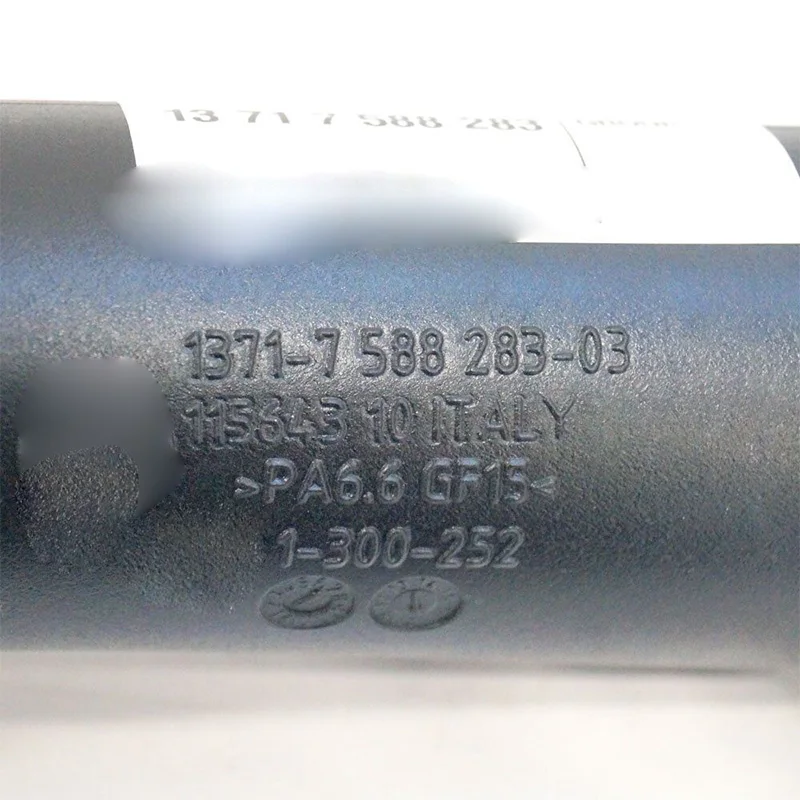 13 71 7 588 283
1371-7 588 283-03
115643 10 ITALY
>PA6.6 GF15<
1-300-252